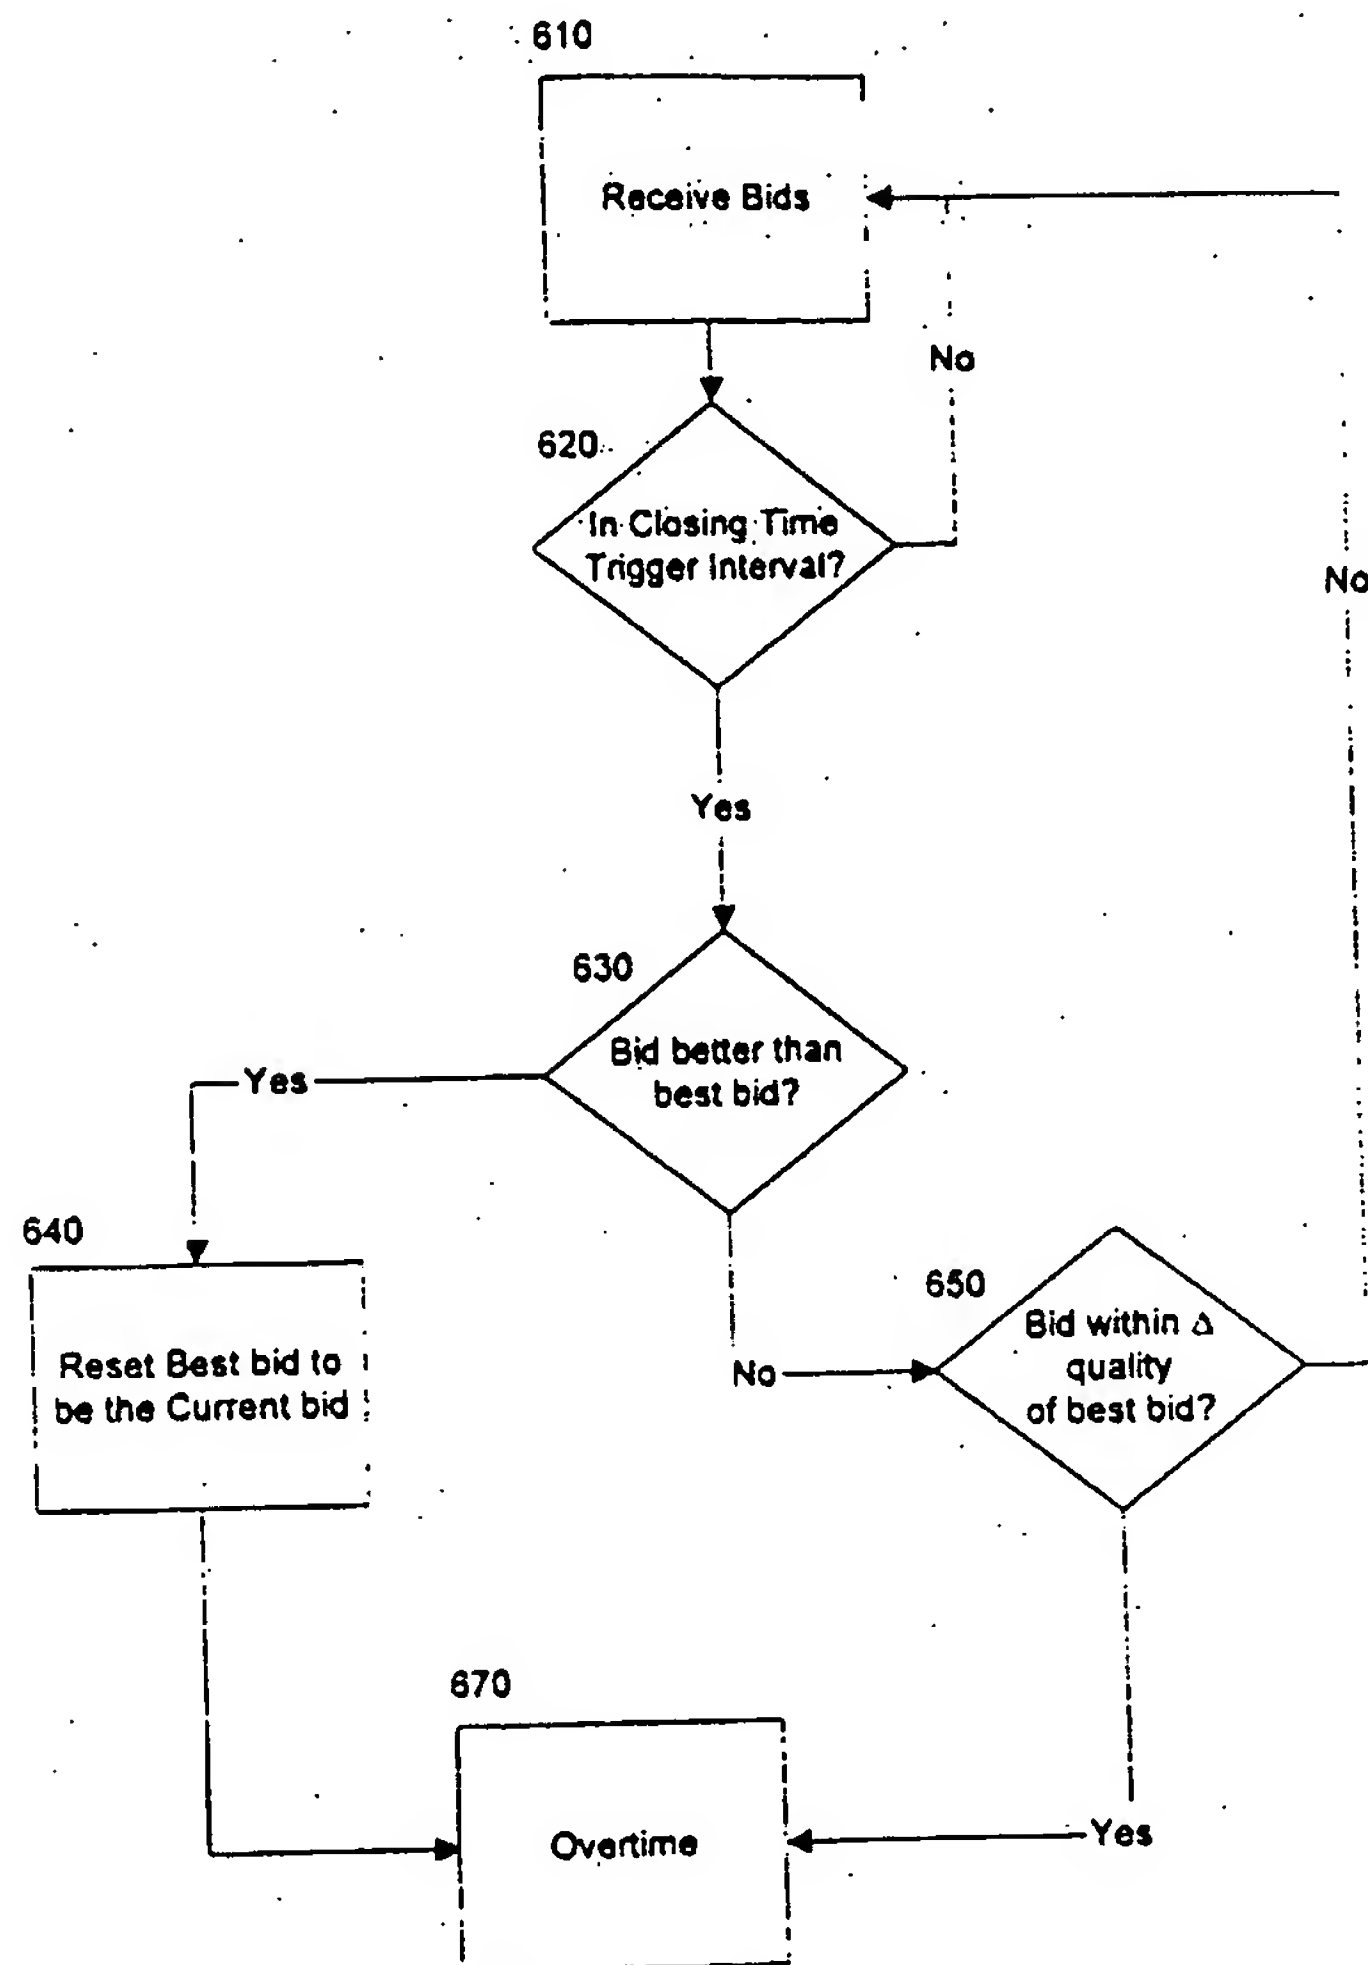 610
Receive Bids
No
620
In Closing Time
Trigger Interval?
No
Yes
630
Bid better than
best bid?
Yes
640
650
Bid within Δ
quality
of best bid?
Reset Best bid to
be the Current bid
No
670
Overtime
Yes